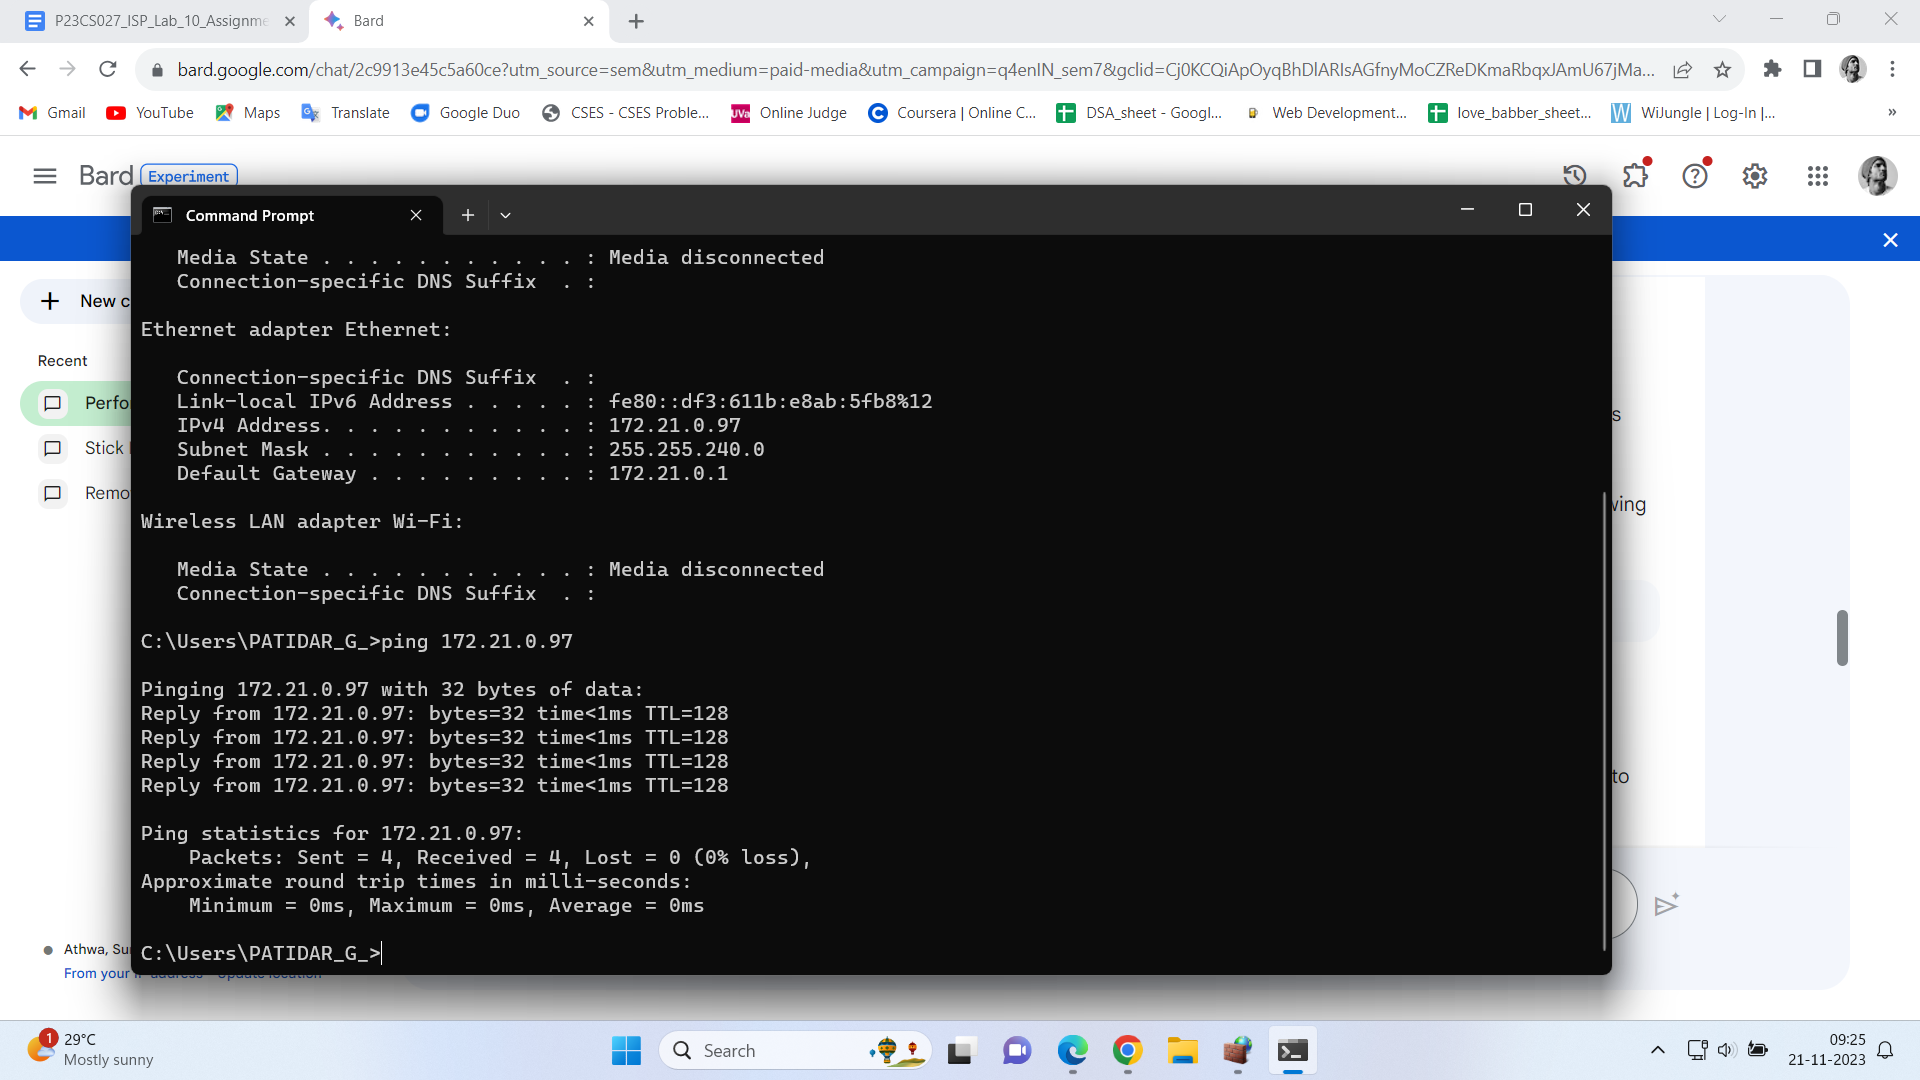 P23CS027_ISP_Lab_10_Assignme
Bard
bard.google.com/chat/2c9913e45c5a60ce?utm_source=sem&utm_medium=paid-media&utm_campaign=q4enIN_sem7&gclid=Cj0KCQiApOyqBhDlARIsAGfnyMoCZReDKmaRbqxJAmU67jMa...
Gmail YouTube Maps Translate Google Duo CSES - CSES Proble... Online Judge Coursera | Online C... DSA_sheet - Googl... Web Development... love_babber_sheet... WiJungle | Log-In |... »
Bard Experiment
Command Prompt
Media State . . . . . . . . . . . : Media disconnected
Connection-specific DNS Suffix  . :
New c
Ethernet adapter Ethernet:
Recent
Connection-specific DNS Suffix  . :
Perfo
Link-local IPv6 Address . . . . . : fe80::df3:611b:e8ab:5fb8%12
s
IPv4 Address. . . . . . . . . . . : 172.21.0.97
Stick
Subnet Mask . . . . . . . . . . . : 255.255.240.0
Default Gateway . . . . . . . . . : 172.21.0.1
Remo
wing
Wireless LAN adapter Wi-Fi:
Media State . . . . . . . . . . . : Media disconnected
Connection-specific DNS Suffix  . :
C:\Users\PATIDAR_G_>ping 172.21.0.97
Pinging 172.21.0.97 with 32 bytes of data:
Reply from 172.21.0.97: bytes=32 time<1ms TTL=128
Reply from 172.21.0.97: bytes=32 time<1ms TTL=128
Reply from 172.21.0.97: bytes=32 time<1ms TTL=128
to
Reply from 172.21.0.97: bytes=32 time<1ms TTL=128
Ping statistics for 172.21.0.97:
Packets: Sent = 4, Received = 4, Lost = 0 (0% loss),
Approximate round trip times in milli-seconds:
Minimum = 0ms, Maximum = 0ms, Average = 0ms
Athwa, Su
C:\Users\PATIDAR_G_>
From your IP address Update location
1
29°C
Mostly sunny
Search
09:25
21-11-2023